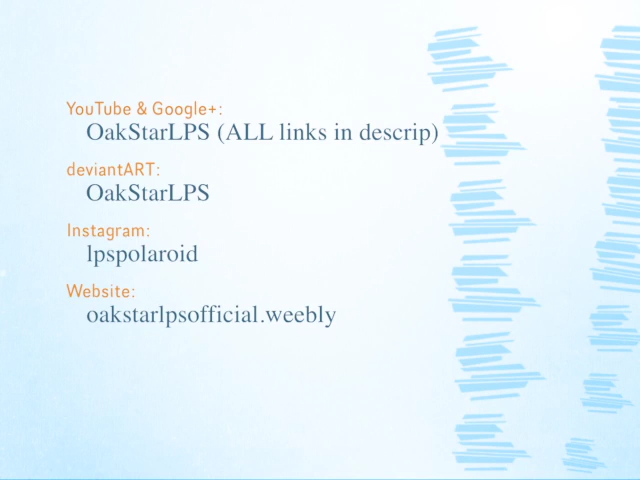 YouTube & Google+:
OakStarLPS (ALL links in descrip)
deviantART:
OakStarLPS
Instagram:
lpspolaroid
Website:
oakstarlpsofficial.weebly